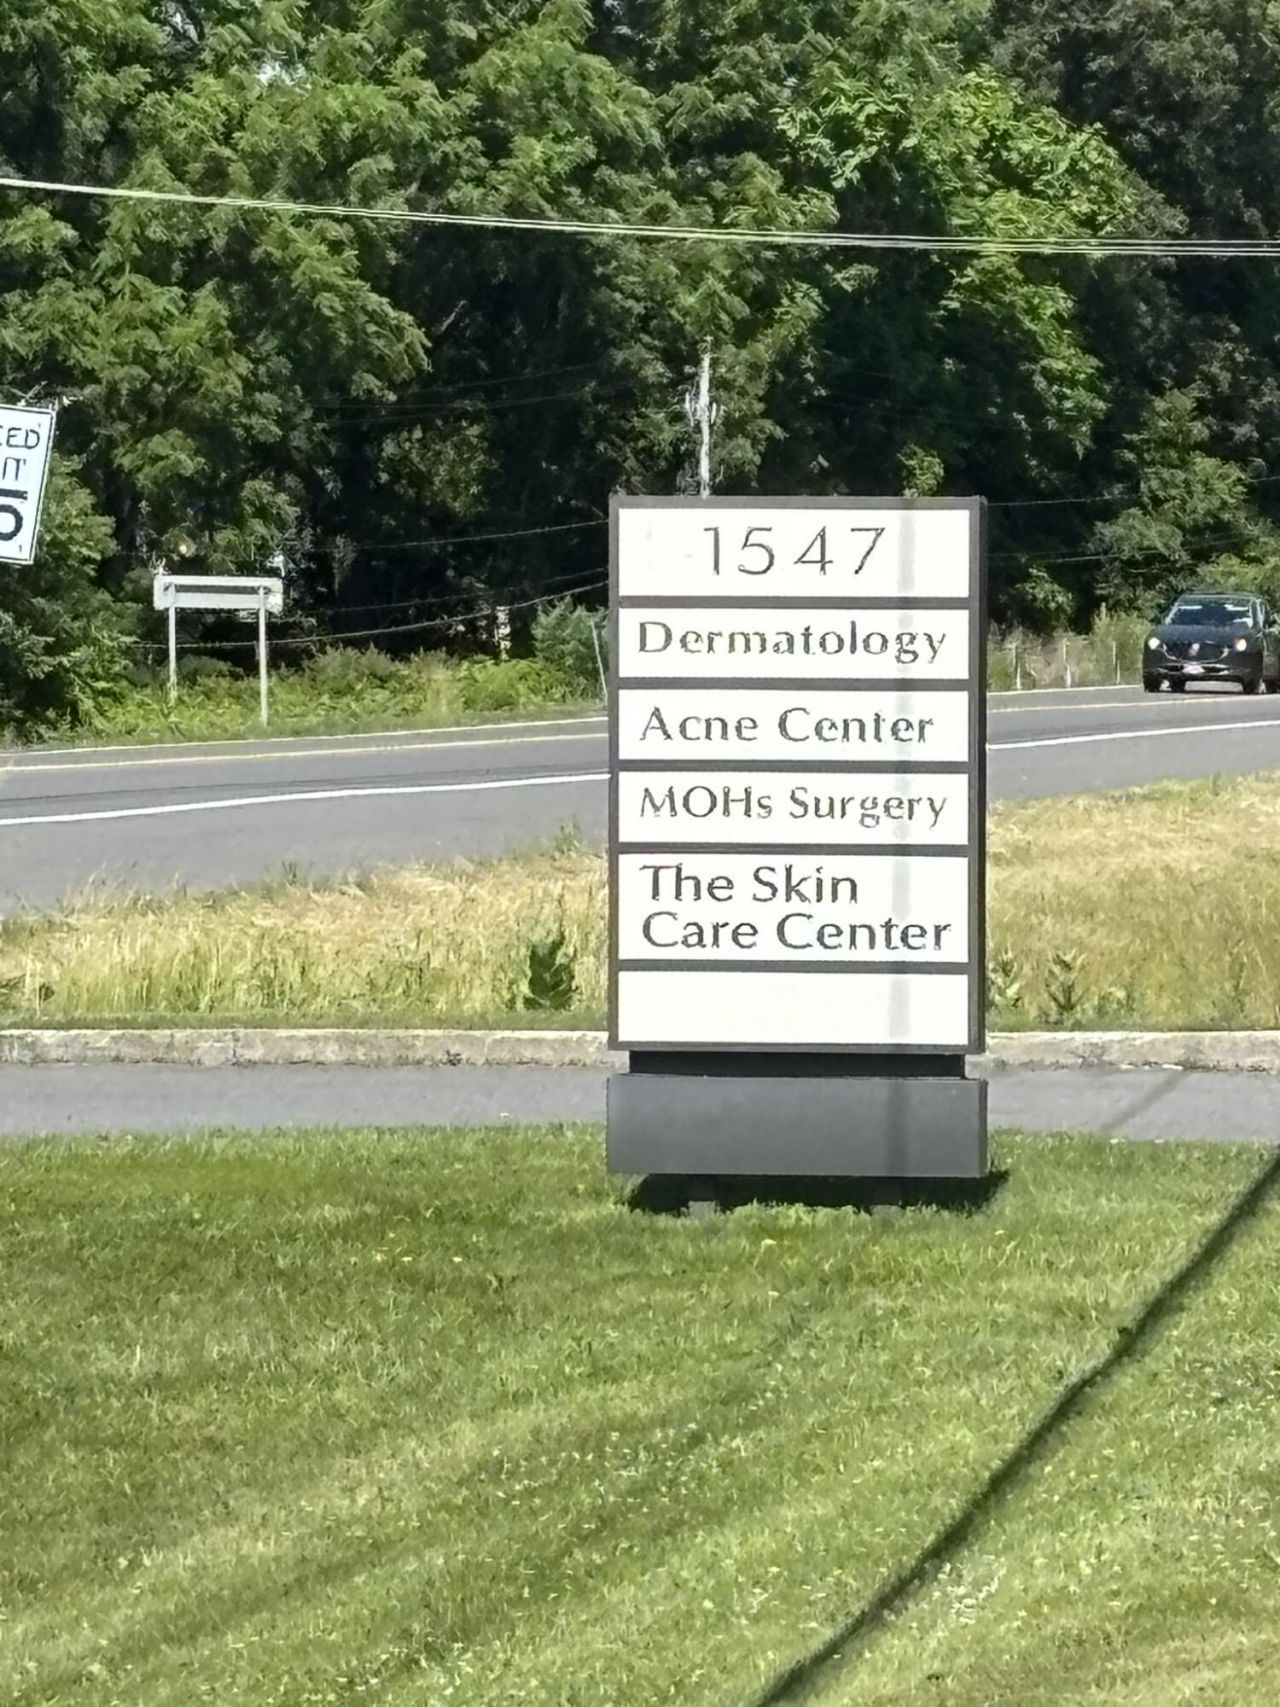 1547
Dermatology
Acne Center
MOHs Surgery
The Skin
Care Center